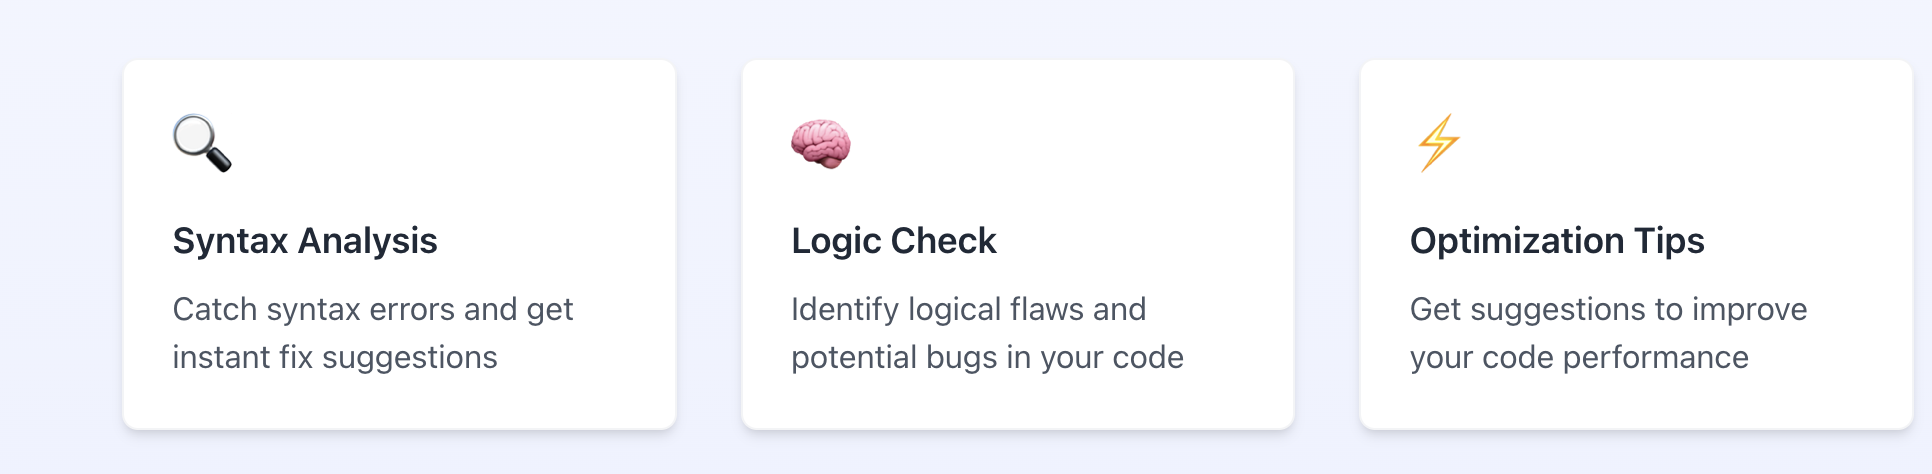 Syntax Analysis
Catch syntax errors and get
instant fix suggestions
Logic Check
Identify logical flaws and
potential bugs in your code
Optimization Tips
Get suggestions to improve
your code performance